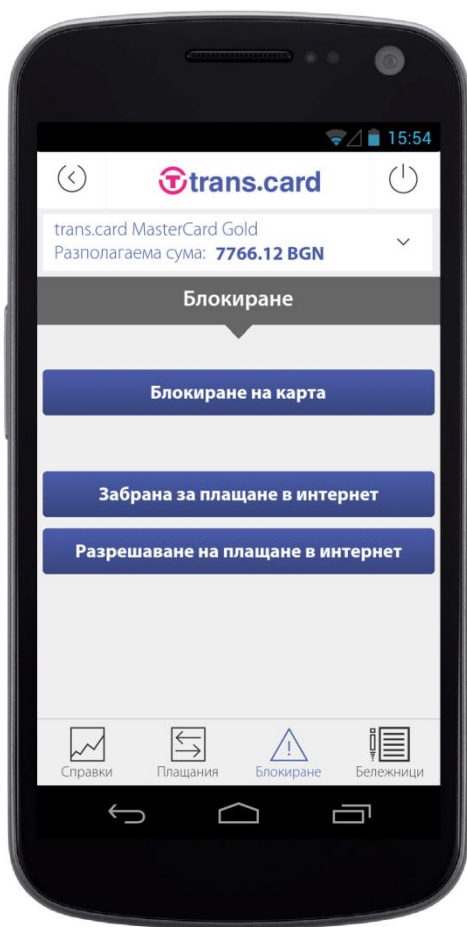 15:54
trans.card
trans.card MasterCard Gold
Разполагаема сума: 7766.12 BGN
Блокиране
Блокиране на карта
Забрана за плащане в интернет
Разрешаване на плащане в интернет
Справки Плащания Блокиране Бележници